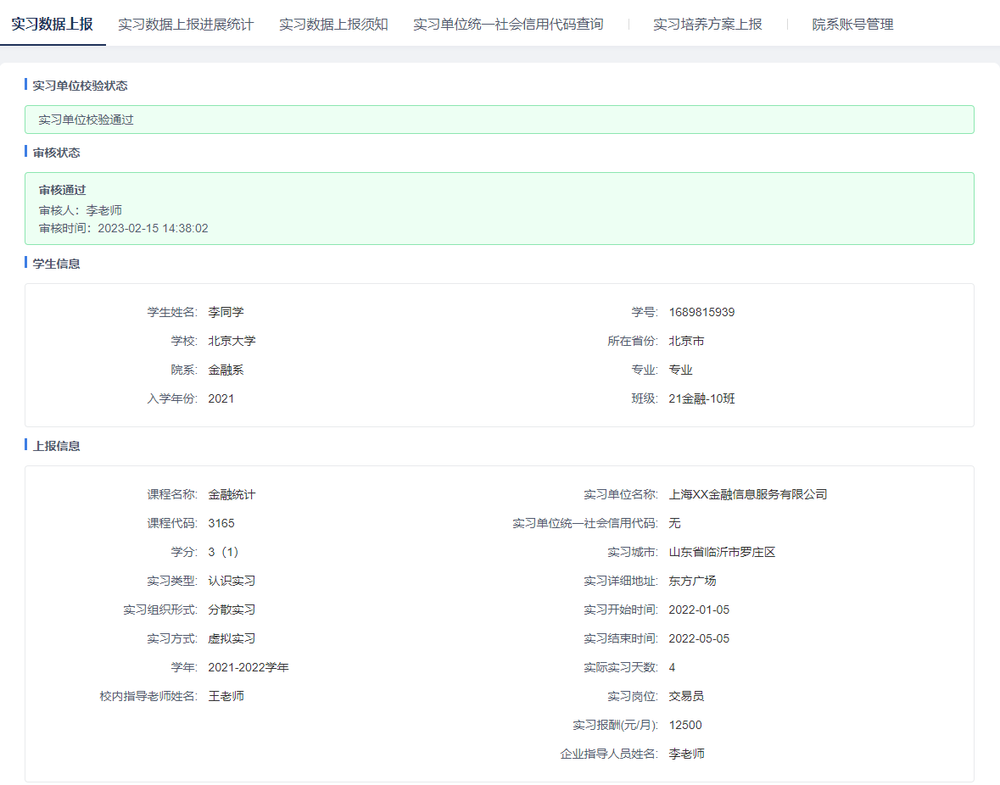 实习数据上报 实习数据上报进展统计 实习数据上报须知 实习单位统一社会信用代码查询 实习培养方案上报 院系账号管理
实习单位校验状态
实习单位校验通过
审核状态
审核通过
审核人：李老师
审核时间：2023-02-15 14:38:02
学生信息
学生姓名: 李同学 学号: 1689815939
学校: 北京大学 所在省份: 北京市
院系: 金融系 专业: 专业
入学年份: 2021 班级: 21金融-10班
上报信息
课程名称: 金融统计 实习单位名称: 上海XX金融信息服务有限公司
课程代码: 3165 实习单位统一社会信用代码: 无
学分: 3（1） 实习城市: 山东省临沂市罗庄区
实习类型: 认识实习 实习详细地址: 东方广场
实习组织形式: 分散实习 实习开始时间: 2022-01-05
实习方式: 虚拟实习 实习结束时间: 2022-05-05
学年: 2021-2022学年 实际实习天数: 4
校内指导老师姓名: 王老师 实习岗位: 交易员
实习报酬(元/月): 12500
企业指导人员姓名: 李老师